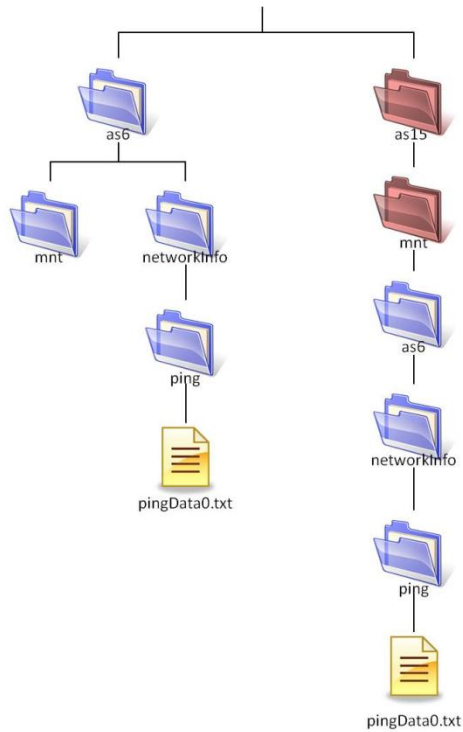 as6
as15
mnt
networkInfo
mnt
as6
ping
networkInfo
pingData0.txt
ping
pingData0.txt